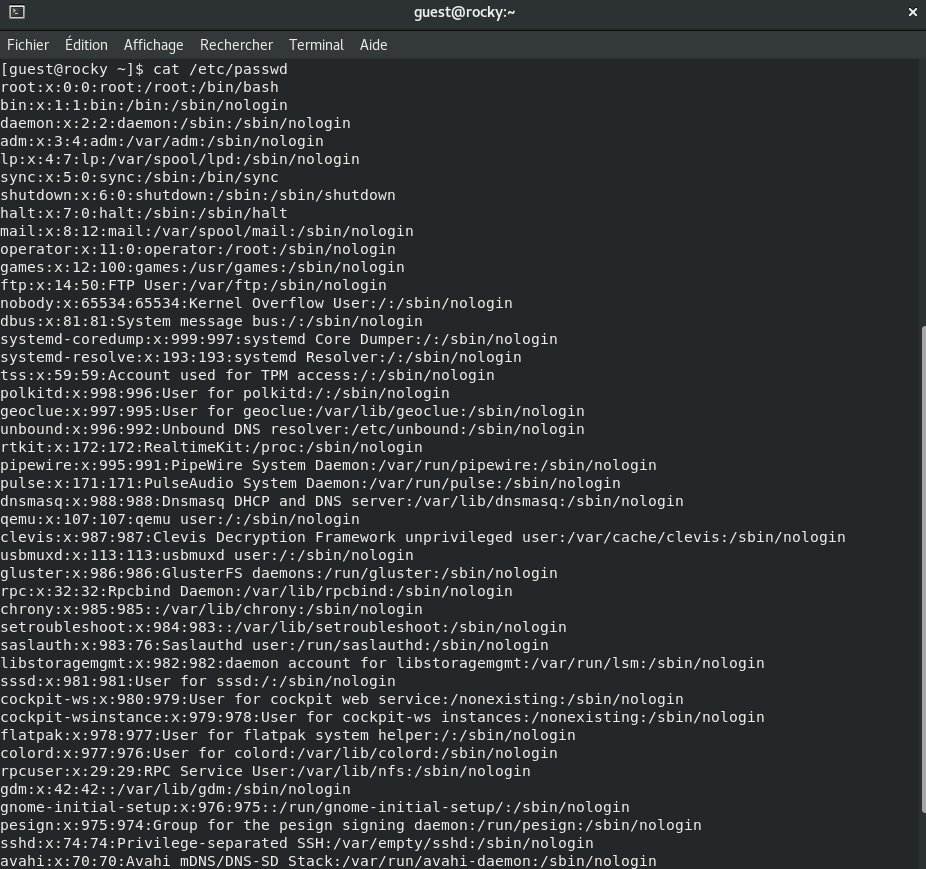 guest@rocky:~
Fichier Édition Affichage Rechercher Terminal Aide
[guest@rocky ~]$ cat /etc/passwd
root:x:0:0:root:/root:/bin/bash
bin:x:1:1:bin:/bin:/sbin/nologin
daemon:x:2:2:daemon:/sbin:/sbin/nologin
adm:x:3:4:adm:/var/adm:/sbin/nologin
lp:x:4:7:lp:/var/spool/lpd:/sbin/nologin
sync:x:5:0:sync:/sbin:/bin/sync
shutdown:x:6:0:shutdown:/sbin:/sbin/shutdown
halt:x:7:0:halt:/sbin:/sbin/halt
mail:x:8:12:mail:/var/spool/mail:/sbin/nologin
operator:x:11:0:operator:/root:/sbin/nologin
games:x:12:100:games:/usr/games:/sbin/nologin
ftp:x:14:50:FTP User:/var/ftp:/sbin/nologin
nobody:x:65534:65534:Kernel Overflow User:/:/sbin/nologin
dbus:x:81:81:System message bus:/:/sbin/nologin
systemd-coredump:x:999:997:systemd Core Dumper:/:/sbin/nologin
systemd-resolve:x:193:193:systemd Resolver:/:/sbin/nologin
tss:x:59:59:Account used for TPM access:/:/sbin/nologin
polkitd:x:998:996:User for polkitd:/:/sbin/nologin
geoclue:x:997:995:User for geoclue:/var/lib/geoclue:/sbin/nologin
unbound:x:996:992:Unbound DNS resolver:/etc/unbound:/sbin/nologin
rtkit:x:172:172:RealtimeKit:/proc:/sbin/nologin
pipewire:x:995:991:PipeWire System Daemon:/var/run/pipewire:/sbin/nologin
pulse:x:171:171:PulseAudio System Daemon:/var/run/pulse:/sbin/nologin
dnsmasq:x:988:988:Dnsmasq DHCP and DNS server:/var/lib/dnsmasq:/sbin/nologin
qemu:x:107:107:qemu user:/:/sbin/nologin
clevis:x:987:987:Clevis Decryption Framework unprivileged user:/var/cache/clevis:/sbin/nologin
usbmuxd:x:113:113:usbmuxd user:/:/sbin/nologin
gluster:x:986:986:GlusterFS daemons:/run/gluster:/sbin/nologin
rpc:x:32:32:Rpcbind Daemon:/var/lib/rpcbind:/sbin/nologin
chrony:x:985:985::/var/lib/chrony:/sbin/nologin
setroubleshoot:x:984:983::/var/lib/setroubleshoot:/sbin/nologin
saslauth:x:983:76:Saslauthd user:/run/saslauthd:/sbin/nologin
libstoragemgmt:x:982:982:daemon account for libstoragemgmt:/var/run/lsm:/sbin/nologin
sssd:x:981:981:User for sssd:/:/sbin/nologin
cockpit-ws:x:980:979:User for cockpit web service:/nonexisting:/sbin/nologin
cockpit-wsinstance:x:979:978:User for cockpit-ws instances:/nonexisting:/sbin/nologin
flatpak:x:978:977:User for flatpak system helper:/:/sbin/nologin
colord:x:977:976:User for colord:/var/lib/colord:/sbin/nologin
rpcuser:x:29:29:RPC Service User:/var/lib/nfs:/sbin/nologin
gdm:x:42:42::/var/lib/gdm:/sbin/nologin
gnome-initial-setup:x:976:975::/run/gnome-initial-setup/:/sbin/nologin
pesign:x:975:974:Group for the pesign signing daemon:/run/pesign:/sbin/nologin
sshd:x:74:74:Privilege-separated SSH:/var/empty/sshd:/sbin/nologin
avahi:x:70:70:Avahi mDNS/DNS-SD Stack:/var/run/avahi-daemon:/sbin/nologin